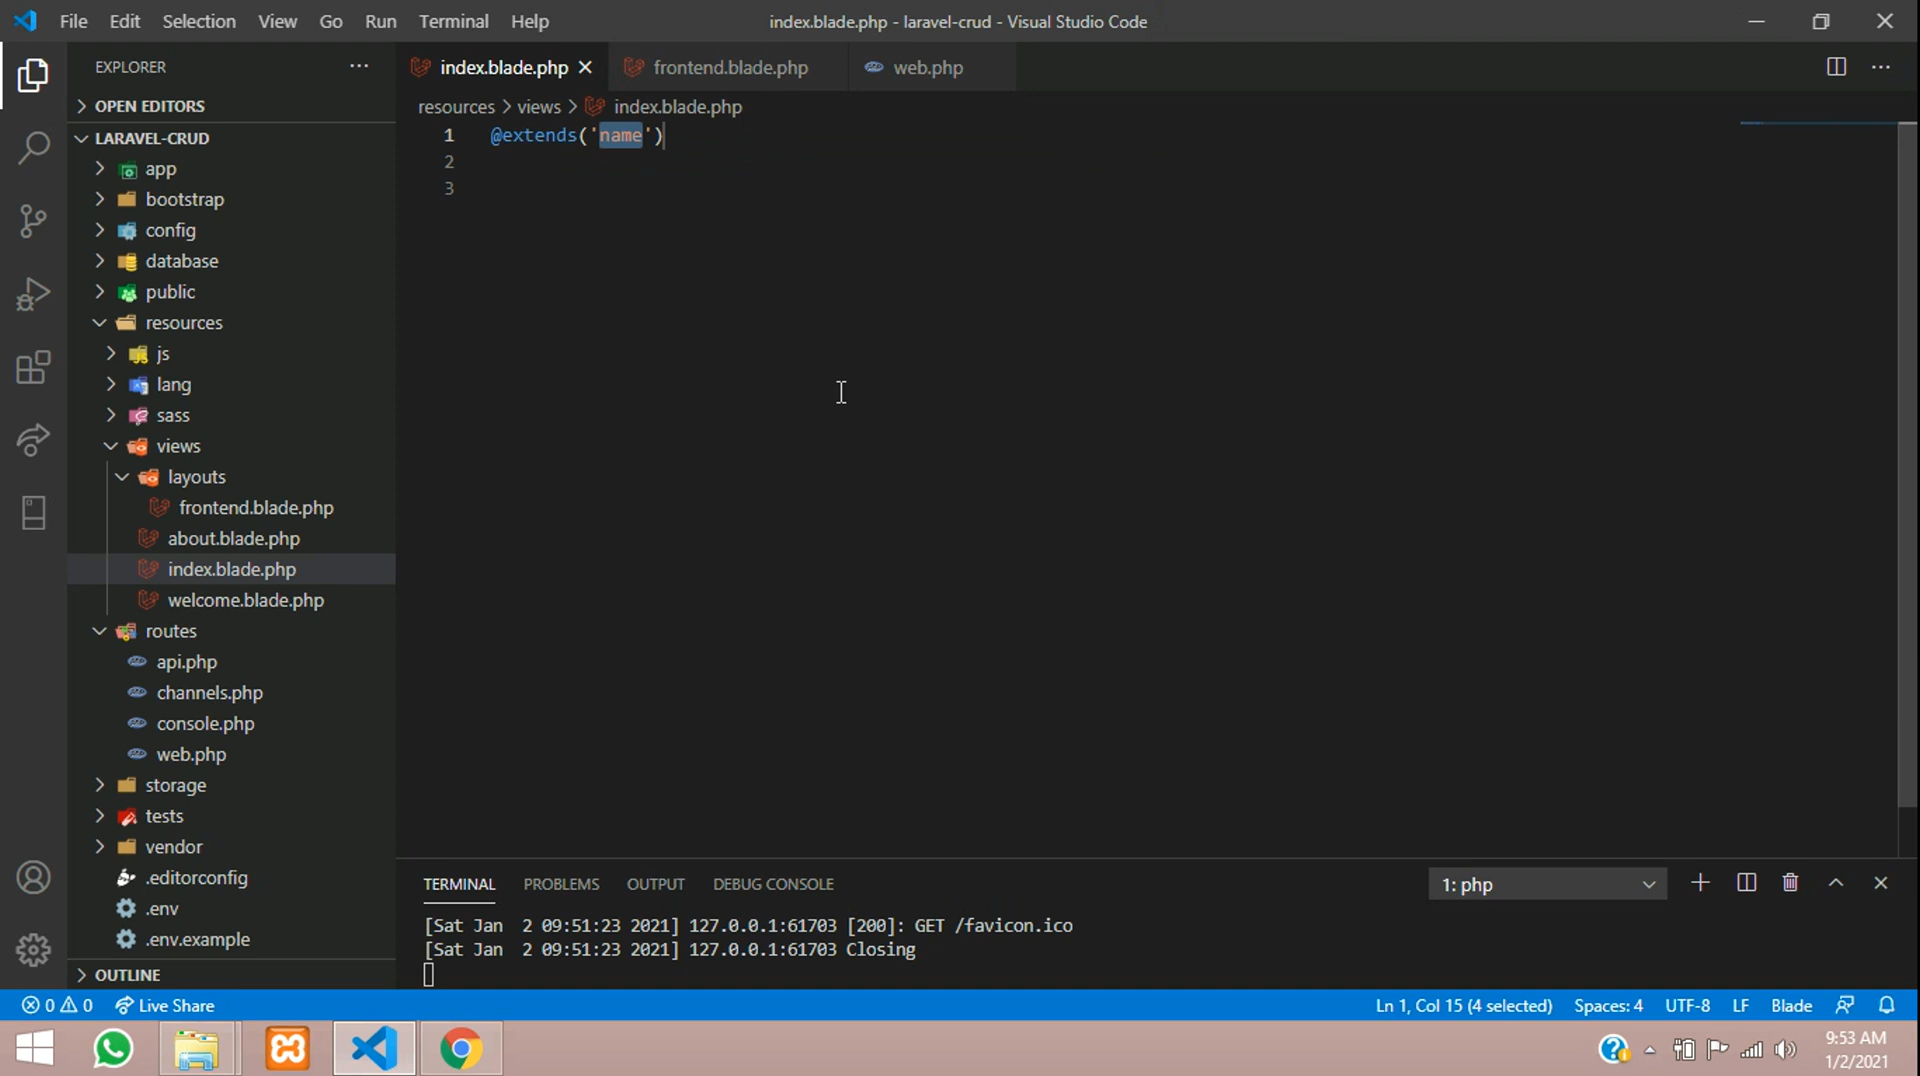 File Edit Selection View Go Run Terminal Help
index.blade.php - laravel-crud - Visual Studio Code
EXPLORER
index.blade.php
frontend.blade.php
web.php
OPEN EDITORS
resources > views > index.blade.php
LARAVEL-CRUD
1 @extends('name')
2
3
app
bootstrap
config
database
public
resources
js
lang
sass
views
layouts
frontend.blade.php
about.blade.php
index.blade.php
welcome.blade.php
routes
api.php
channels.php
console.php
web.php
storage
tests
vendor
.editorconfig
.env
.env.example
OUTLINE
TERMINAL PROBLEMS OUTPUT DEBUG CONSOLE
1: php
[Sat Jan  2 09:51:23 2021] 127.0.0.1:61703 [200]: GET /favicon.ico
[Sat Jan  2 09:51:23 2021] 127.0.0.1:61703 Closing
0 0 Live Share
Ln 1, Col 15 (4 selected) Spaces: 4 UTF-8 LF Blade
9:53 AM
1/2/2021